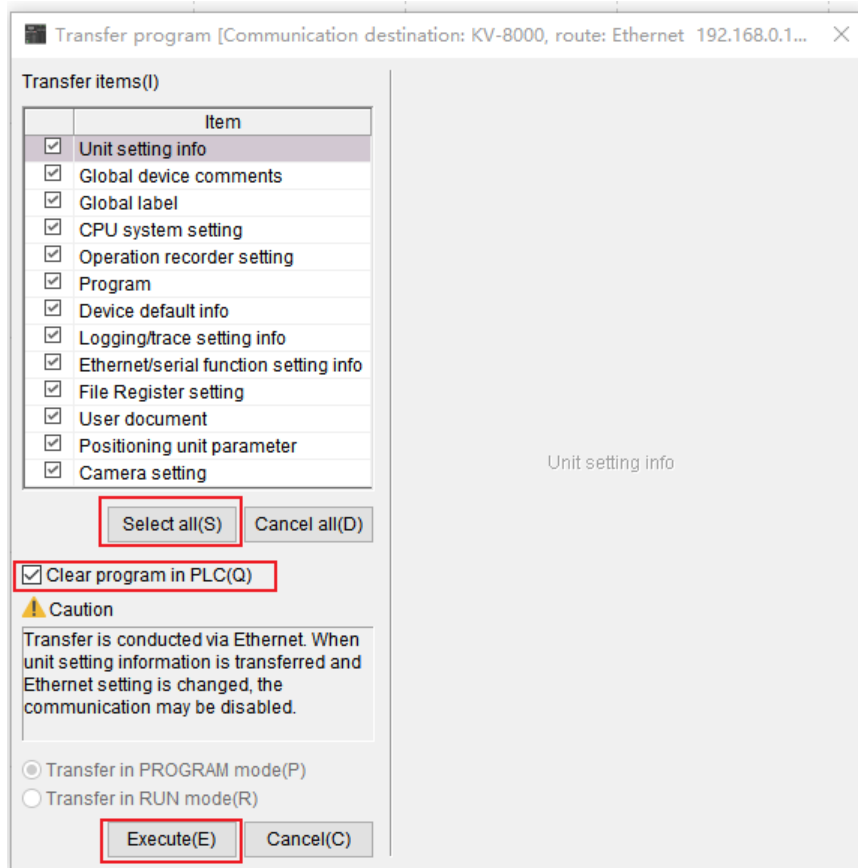 Transfer program [Communication destination: KV-8000, route: Ethernet 192.168.0.1...
Transfer items(I)
Item
Unit setting info
Global device comments
Global label
CPU system setting
Operation recorder setting
Program
Device default info
Logging/trace setting info
Ethernet/serial function setting info
File Register setting
User document
Positioning unit parameter
Camera setting
Unit setting info
Select all(S) Cancel all(D)
Clear program in PLC(Q)
Caution
Transfer is conducted via Ethernet. When
unit setting information is transferred and
Ethernet setting is changed, the
communication may be disabled.
Transfer in PROGRAM mode(P)
Transfer in RUN mode(R)
Execute(E) Cancel(C)